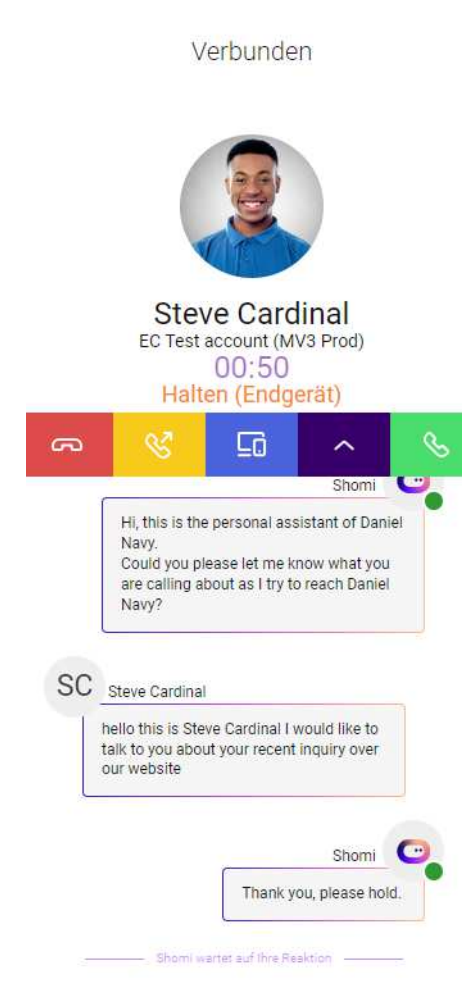 Verbunden
Steve Cardinal
EC Test account (MV3 Prod)
00:50
Halten (Endgerät)
Shomi
Hi, this is the personal assistant of Daniel
Navy.
Could you please let me know what you
are calling about as I try to reach Daniel
Navy?
SC
Steve Cardinal
hello this is Steve Cardinal I would like to
talk to you about your recent inquiry over
our website
Shomi
Thank you, please hold.
Shomi wartet auf Ihre Reaktion